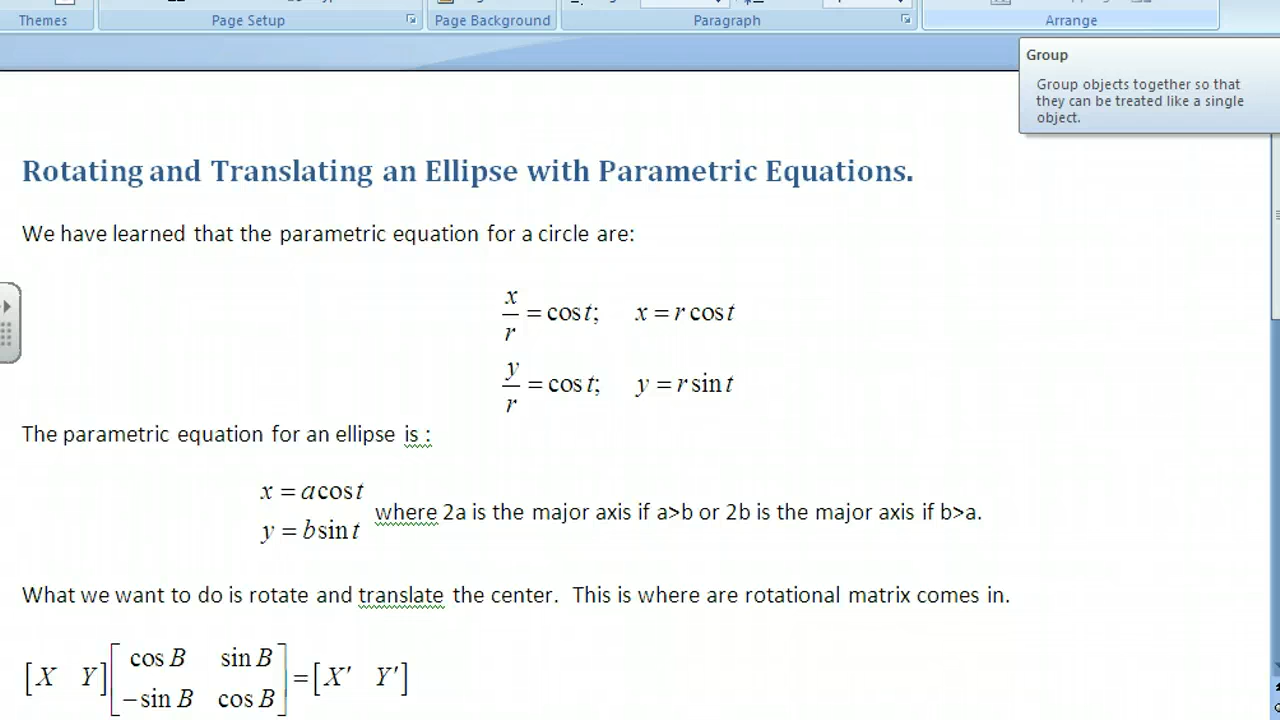 Themes Page Setup Page Background Paragraph Arrange
Group
Group objects together so that
they can be treated like a single
object.
Rotating and Translating an Ellipse with Parametric Equations.
We have learned that the parametric equation for a circle are:
x/r = cos t; x = r cos t
y/r = cos t; y = r sin t
The parametric equation for an ellipse is :
x = a cos t
y = b sin t
where 2a is the major axis if a>b or 2b is the major axis if b>a.
What we want to do is rotate and translate the center. This is where are rotational matrix comes in.
[X Y] [cos B sin B
−sin B cos B] = [X′ Y′]